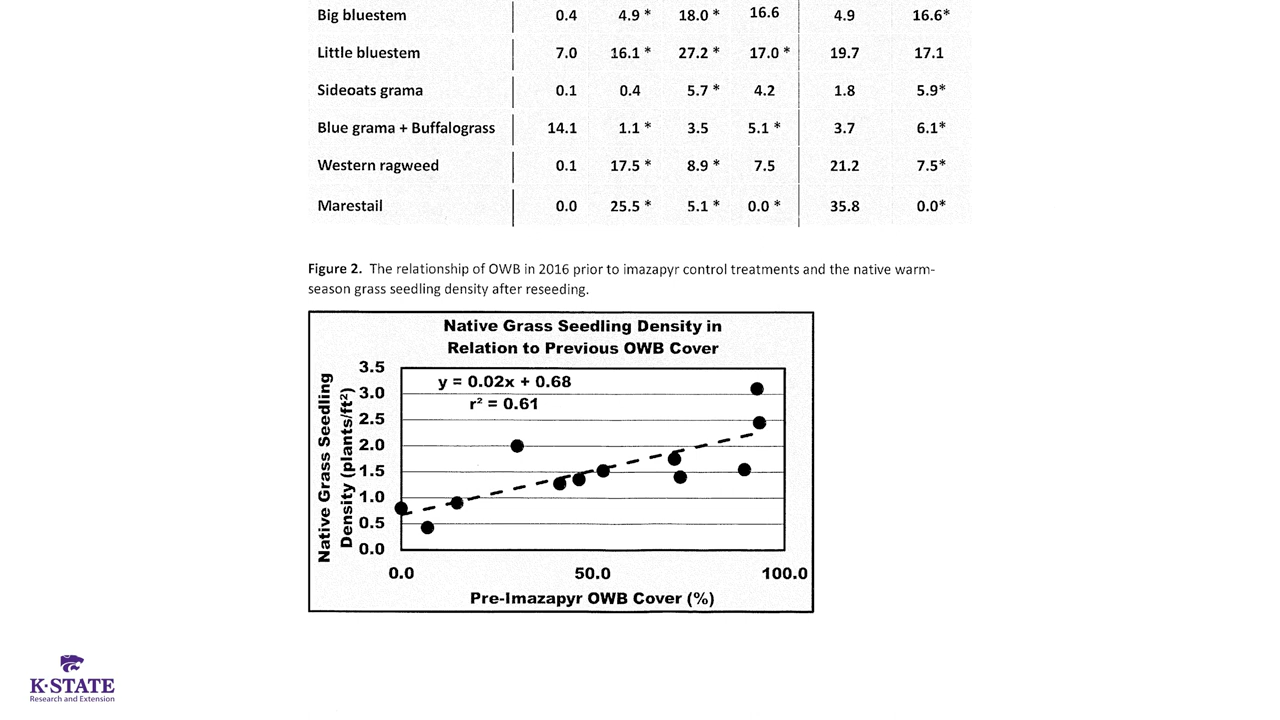 Big bluestem 0.4 4.9 * 18.0 * 16.6 4.9 16.6*
Little bluestem 7.0 16.1 * 27.2 * 17.0 * 19.7 17.1
Sideoats grama 0.1 0.4 5.7 * 4.2 1.8 5.9*
Blue grama + Buffalograss 14.1 1.1 * 3.5 5.1 * 3.7 6.1*
Western ragweed 0.1 17.5 * 8.9 * 7.5 21.2 7.5*
Marestail 0.0 25.5 * 5.1 * 0.0 * 35.8 0.0*
Figure 2. The relationship of OWB in 2016 prior to imazapyr control treatments and the native warm-
season grass seedling density after reseeding.
Native Grass Seedling Density in
Relation to Previous OWB Cover
y = 0.02x + 0.68
r² = 0.61
Native Grass Seedling
Density (plants/ft²)
3.5
3.0
2.5
2.0
1.5
1.0
0.5
0.0
0.0 50.0 100.0
Pre-Imazapyr OWB Cover (%)
K-STATE
Research and Extension